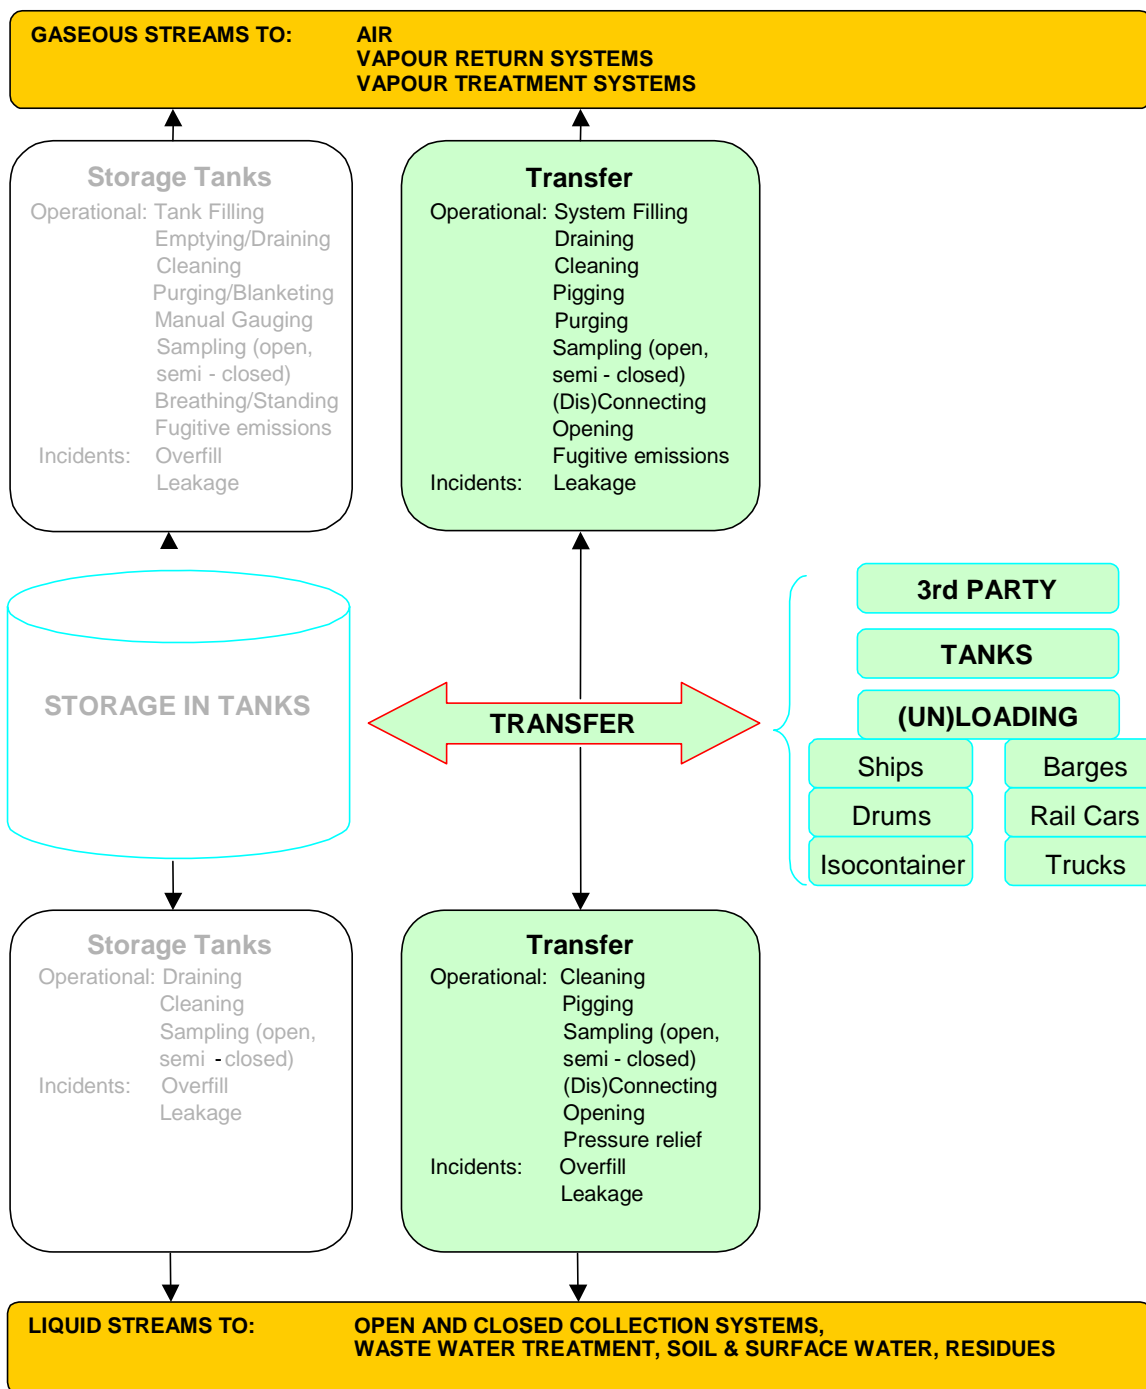 GASEOUS STREAMS TO: AIR
VAPOUR RETURN SYSTEMS
VAPOUR TREATMENT SYSTEMS
Storage Tanks
Operational: Tank Filling
Emptying/Draining
Cleaning
Purging/Blanketing
Manual Gauging
Sampling (open,
semi - closed)
Breathing/Standing
Fugitive emissions
Incidents: Overfill
Leakage
Transfer
Operational: System Filling
Draining
Cleaning
Pigging
Purging
Sampling (open,
semi - closed)
(Dis)Connecting
Opening
Fugitive emissions
Incidents: Leakage
STORAGE IN TANKS
TRANSFER
3rd PARTY
TANKS
(UN)LOADING
Ships Barges
Drums Rail Cars
Isocontainer Trucks
Storage Tanks
Operational: Draining
Cleaning
Sampling (open,
semi - closed)
Incidents: Overfill
Leakage
Transfer
Operational: Cleaning
Pigging
Sampling (open,
semi - closed)
(Dis)Connecting
Opening
Pressure relief
Incidents: Overfill
Leakage
LIQUID STREAMS TO: OPEN AND CLOSED COLLECTION SYSTEMS,
WASTE WATER TREATMENT, SOIL & SURFACE WATER, RESIDUES